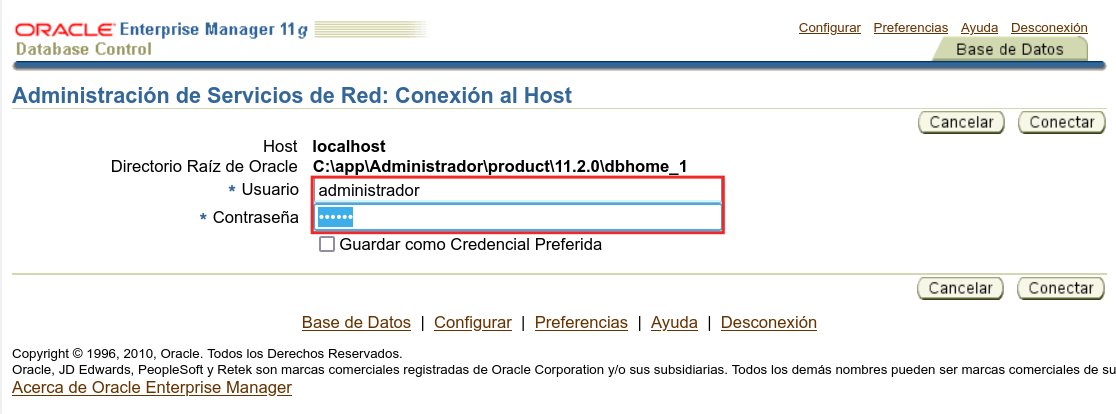 ORACLE Enterprise Manager 11g
Database Control
Configurar Preferencias Ayuda Desconexión
Base de Datos
Administración de Servicios de Red: Conexión al Host
Cancelar Conectar
Host localhost
Directorio Raíz de Oracle C:\app\Administrador\product\11.2.0\dbhome_1
* Usuario administrador
* Contraseña ••••••
Guardar como Credencial Preferida
Cancelar Conectar
Base de Datos | Configurar | Preferencias | Ayuda | Desconexión
Copyright © 1996, 2010, Oracle. Todos los Derechos Reservados.
Oracle, JD Edwards, PeopleSoft y Retek son marcas comerciales registradas de Oracle Corporation y/o sus subsidiarias. Todos los demás nombres pueden ser marcas comerciales de su
Acerca de Oracle Enterprise Manager